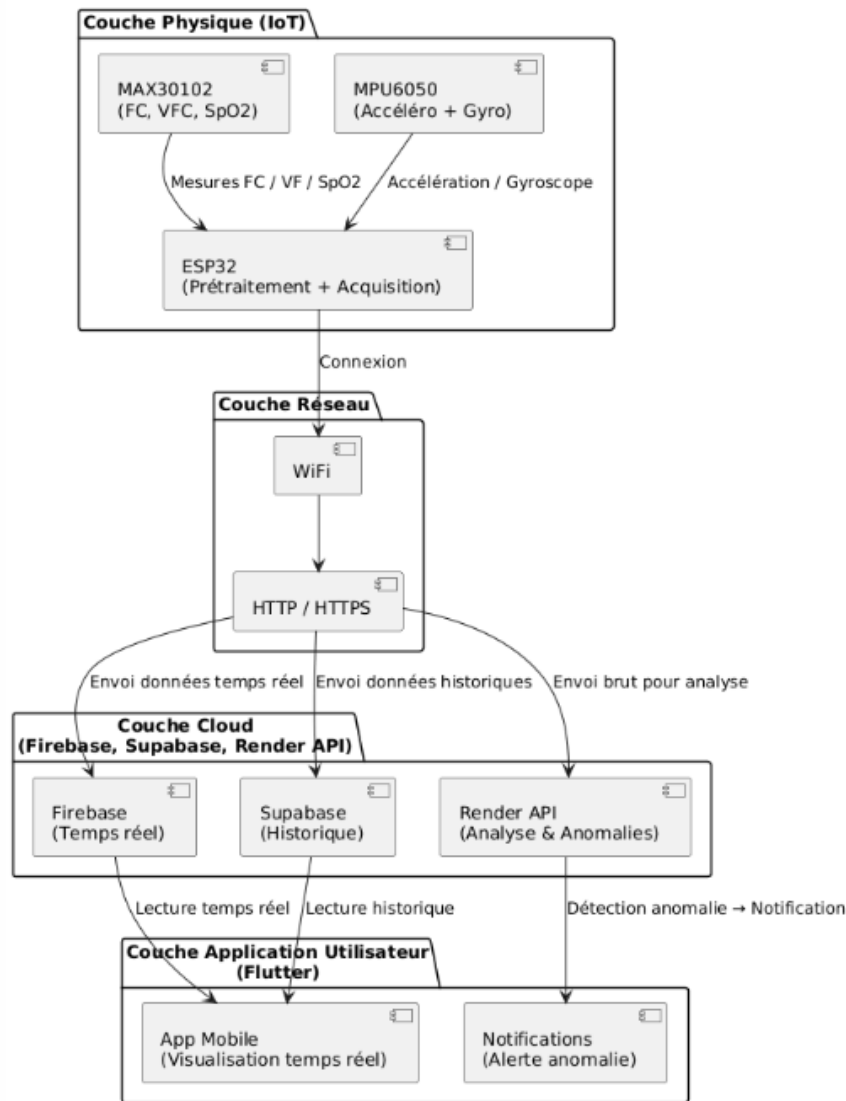 Couche Physique (IoT)
MAX30102
(FC, VFC, SpO2)
MPU6050
(Accéléro + Gyro)
Mesures FC / VF / SpO2
Accélération / Gyroscope
ESP32
(Prétraitement + Acquisition)
Connexion
Couche Réseau
WiFi
HTTP / HTTPS
Envoi données temps réel
Envoi données historiques
Envoi brut pour analyse
Couche Cloud
(Firebase, Supabase, Render API)
Firebase
(Temps réel)
Supabase
(Historique)
Render API
(Analyse & Anomalies)
Lecture temps réel
Lecture historique
Détection anomalie → Notification
Couche Application Utilisateur
(Flutter)
App Mobile
(Visualisation temps réel)
Notifications
(Alerte anomalie)